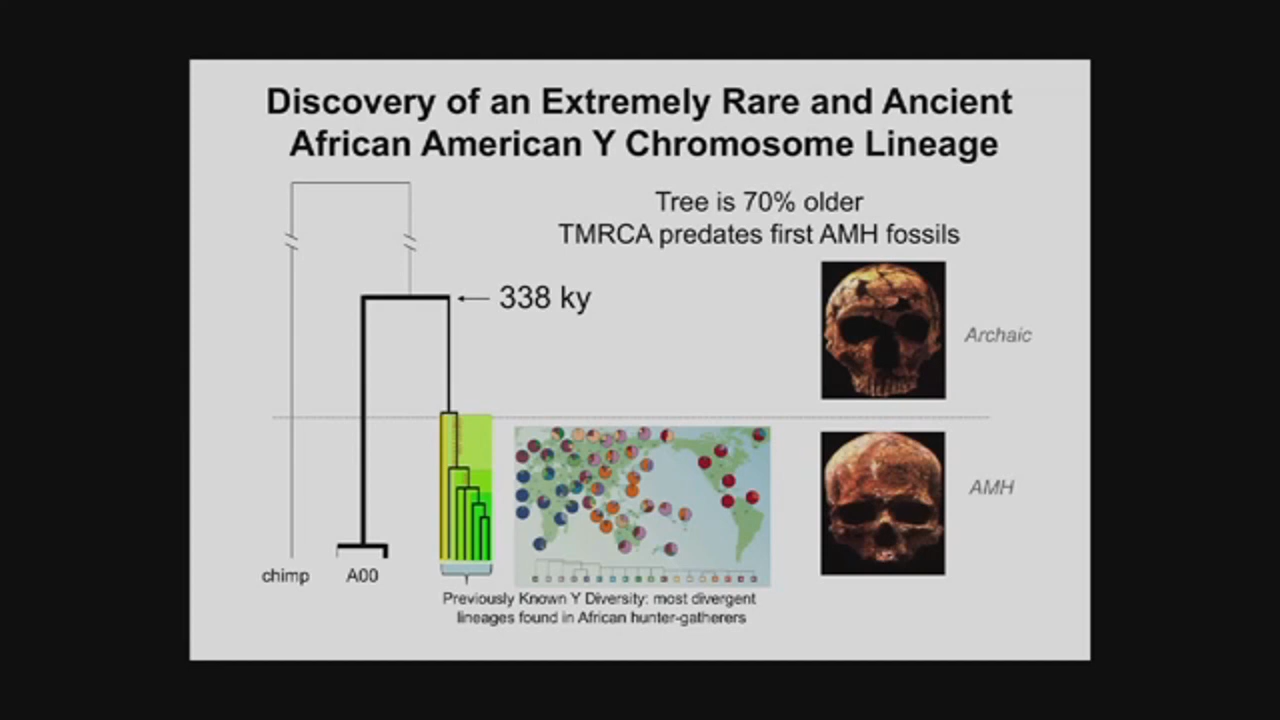 Discovery of an Extremely Rare and Ancient
African American Y Chromosome Lineage
Tree is 70% older
TMRCA predates first AMH fossils
338 ky
Archaic
AMH
chimp
A00
Previously Known Y Diversity: most divergent
lineages found in African hunter-gatherers